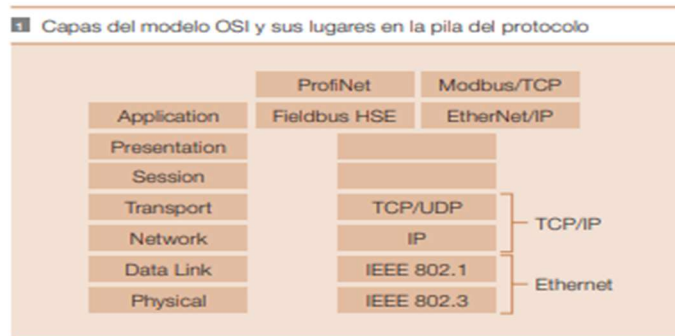 1 Capas del modelo OSI y sus lugares en la pila del protocolo
ProfiNet Modbus/TCP
Application Fieldbus HSE EtherNet/IP
Presentation
Session
Transport TCP/UDP
TCP/IP
Network IP
Data Link IEEE 802.1
Ethernet
Physical IEEE 802.3